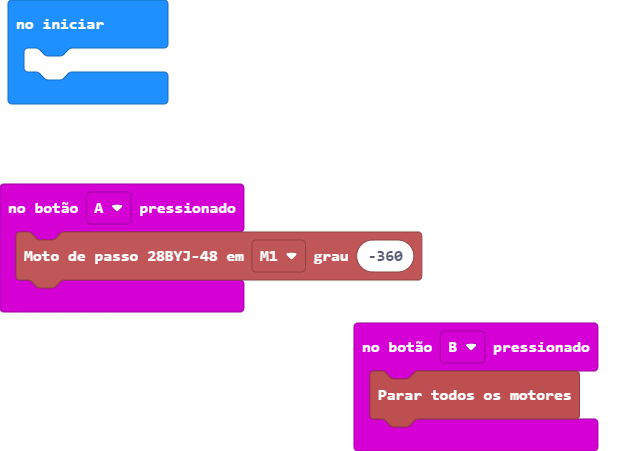 no iniciar
no botão A pressionado
Moto de passo 28BYJ-48 em M1 grau -360
no botão B pressionado
Parar todos os motores